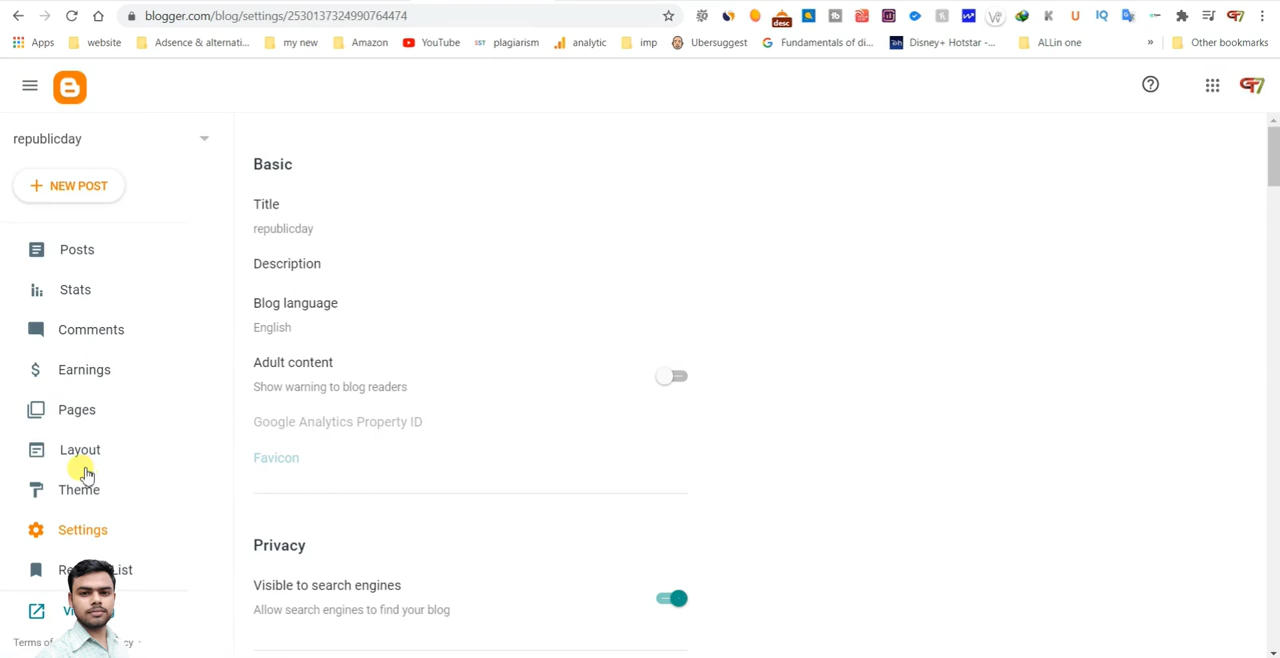 blogger.com/blog/settings/2530137324990764474
desc
IQ
Apps website Adsence & alternati... my new Amazon YouTube SST plagiarism analytic imp Ubersuggest Fundamentals of di... Disney+ Hotstar -... ALLin one » Other bookmarks
republicday
+ NEW POST
Posts
Stats
Comments
Earnings
Pages
Layout
Theme
Settings
List
Terms of
Basic
Title
republicday
Description
Blog language
English
Adult content
Show warning to blog readers
Google Analytics Property ID
Favicon
Privacy
Visible to search engines
Allow search engines to find your blog